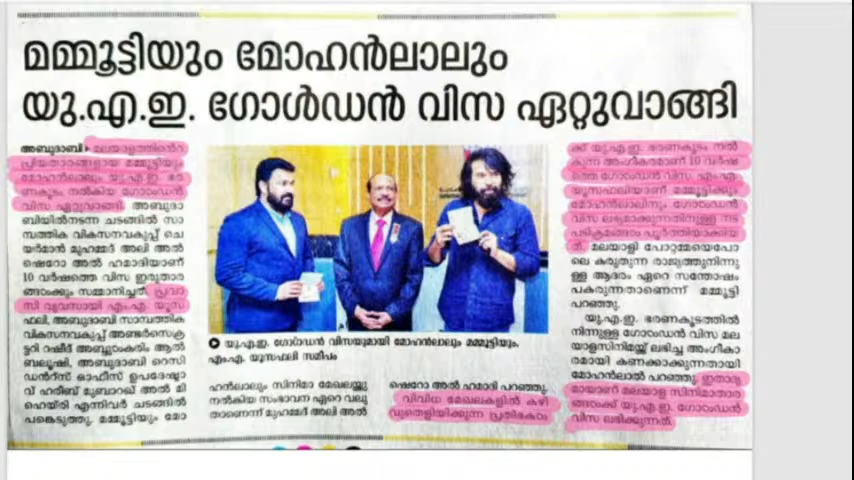 മമ്മൂട്ടിയും മോഹൻലാലും
യു.എ.ഇ. ഗോൾഡൻ വിസ ഏറ്റുവാങ്ങി
അബുദാബി ▸ മലയാളത്തിന്റെ
പ്രിയതാരങ്ങളായ മമ്മൂട്ടിയും
മോഹൻലാലും യു.എ.ഇ. ഭര
ണകൂടം നൽകിയ ഗോൾഡൻ
വിസ ഏറ്റുവാങ്ങി. അബുദാ
ബിയിൽനടന്ന ചടങ്ങിൽ സാ
മ്പത്തിക വികസനവകുപ്പ് ചെ
യർമാൻ മുഹമ്മദ് അലി അൽ
ഷൊറോ അൽ ഹമാദിയാണ്
10 വർഷത്തെ വിസ ഇരുതാര
ങ്ങൾക്കും സമ്മാനിച്ചത്. പ്രവാ
സി വ്യവസായി എം.എ. യൂസ
ഫലി, അബുദാബി സാമ്പത്തിക
വികസനവകുപ്പ് അണ്ടർസെക്ര
ട്ടറി റഷീദ് അബ്ദുൽകരീം ആൽ
ബലൂഷി, അബുദാബി റെസി
ഡൻറ്സ് ഓഫീസ് ഉപദേഷ്ടാ
വ് ഹരീബ് മുബാറഖ് അൽ മി
ഹെയ്‌രി എന്നിവർ ചടങ്ങിൽ
പങ്കെടുത്തു. മമ്മൂട്ടിയും മോ
യു.എ.ഇ. ഗോൾഡൻ വിസയുമായി മോഹൻലാലും മമ്മൂട്ടിയും.
എം.എ. യൂസഫലി സമീപം
ഹൻലാലും സിനിമാ മേഖലയ്ക്കു
നൽകിയ സംഭാവന ഏറെ വലു
താണെന്ന് മുഹമ്മദ് അലി അൽ
ഷൊറോ അൽ ഹമാദി പറഞ്ഞു.
വിവിധ മേഖലകളിൽ കഴി
വുതെളിയിക്കുന്ന പ്രതിഭകൾ
ക്ക് യു.എ.ഇ. ഭരണകൂടം നൽ
കുന്ന അംഗീകാരമാണ് 10 വർഷ
ത്തെ ഗോൾഡൻ വിസ. എം.എ.
യൂസഫലിയാണ് മമ്മൂട്ടിക്കും
മോഹൻലാലിനും ഗോൾഡൻ
വിസ ലഭ്യമാക്കുന്നതിനുള്ള നട
പടിക്രമങ്ങൾ പൂർത്തിയാക്കിയ
ത്. മലയാളി പോറ്റമ്മയെപോ
ലെ കരുതുന്ന രാജ്യത്തുനിന്നു
ള്ള ആദരം ഏറെ സന്തോഷം
പകരുന്നതാണെന്ന് മമ്മൂട്ടി
പറഞ്ഞു.
യു.എ.ഇ. ഭരണകൂടത്തിൽ
നിന്നുള്ള ഗോൾഡൻ വിസ മല
യാളസിനിമയ്ക്ക് ലഭിച്ച അംഗീകാ
രമായി കണക്കാക്കുന്നതായി
മോഹൻലാൽ പറഞ്ഞു. ഇതാദ്യ
മായാണ് മലയാള സിനിമാതാര
ങ്ങൾക്ക് യു.എ.ഇ. ഗോൾഡൻ
വിസ ലഭിക്കുന്നത്.